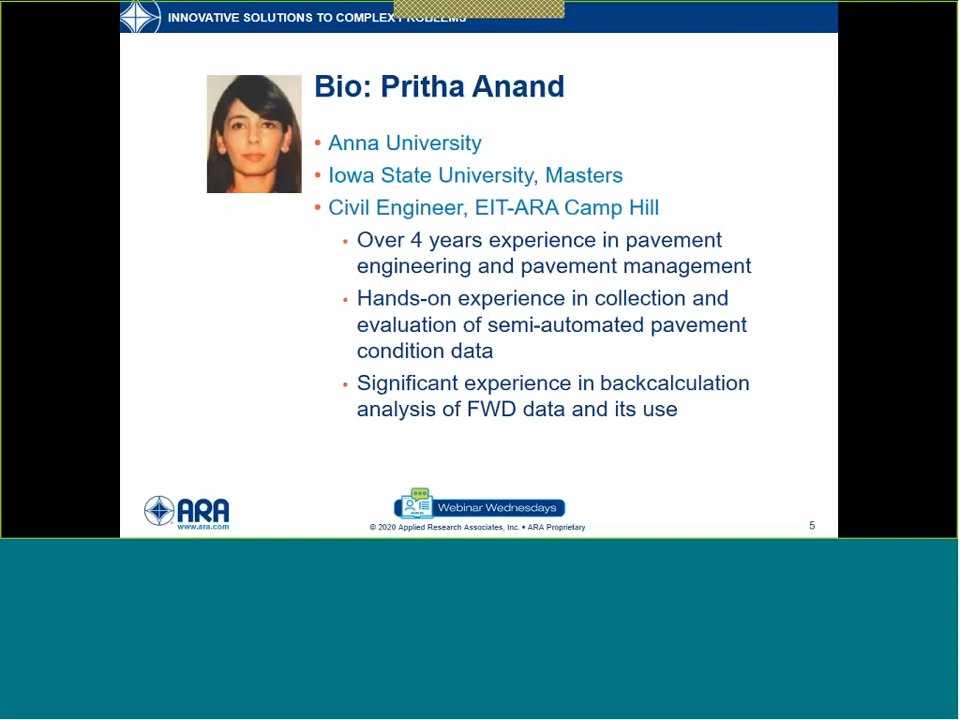 INNOVATIVE SOLUTIONS TO COMPLEX PROBLEMS
Bio: Pritha Anand
• Anna University
• Iowa State University, Masters
• Civil Engineer, EIT-ARA Camp Hill
• Over 4 years experience in pavement
engineering and pavement management
• Hands-on experience in collection and
evaluation of semi-automated pavement
condition data
• Significant experience in backcalculation
analysis of FWD data and its use
ARA
www.ara.com
Webinar Wednesdays
© 2020 Applied Research Associates, Inc. • ARA Proprietary
5